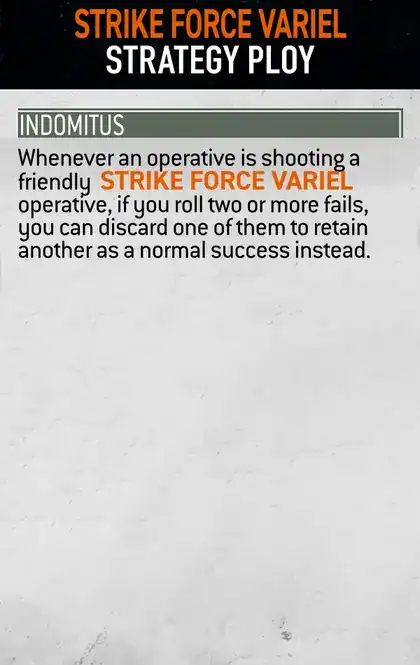 STRIKE FORCE VARIEL
STRATEGY PLOY
INDOMITUS
Whenever an operative is shooting a
friendly STRIKE FORCE VARIEL
operative, if you roll two or more fails,
you can discard one of them to retain
another as a normal success instead.